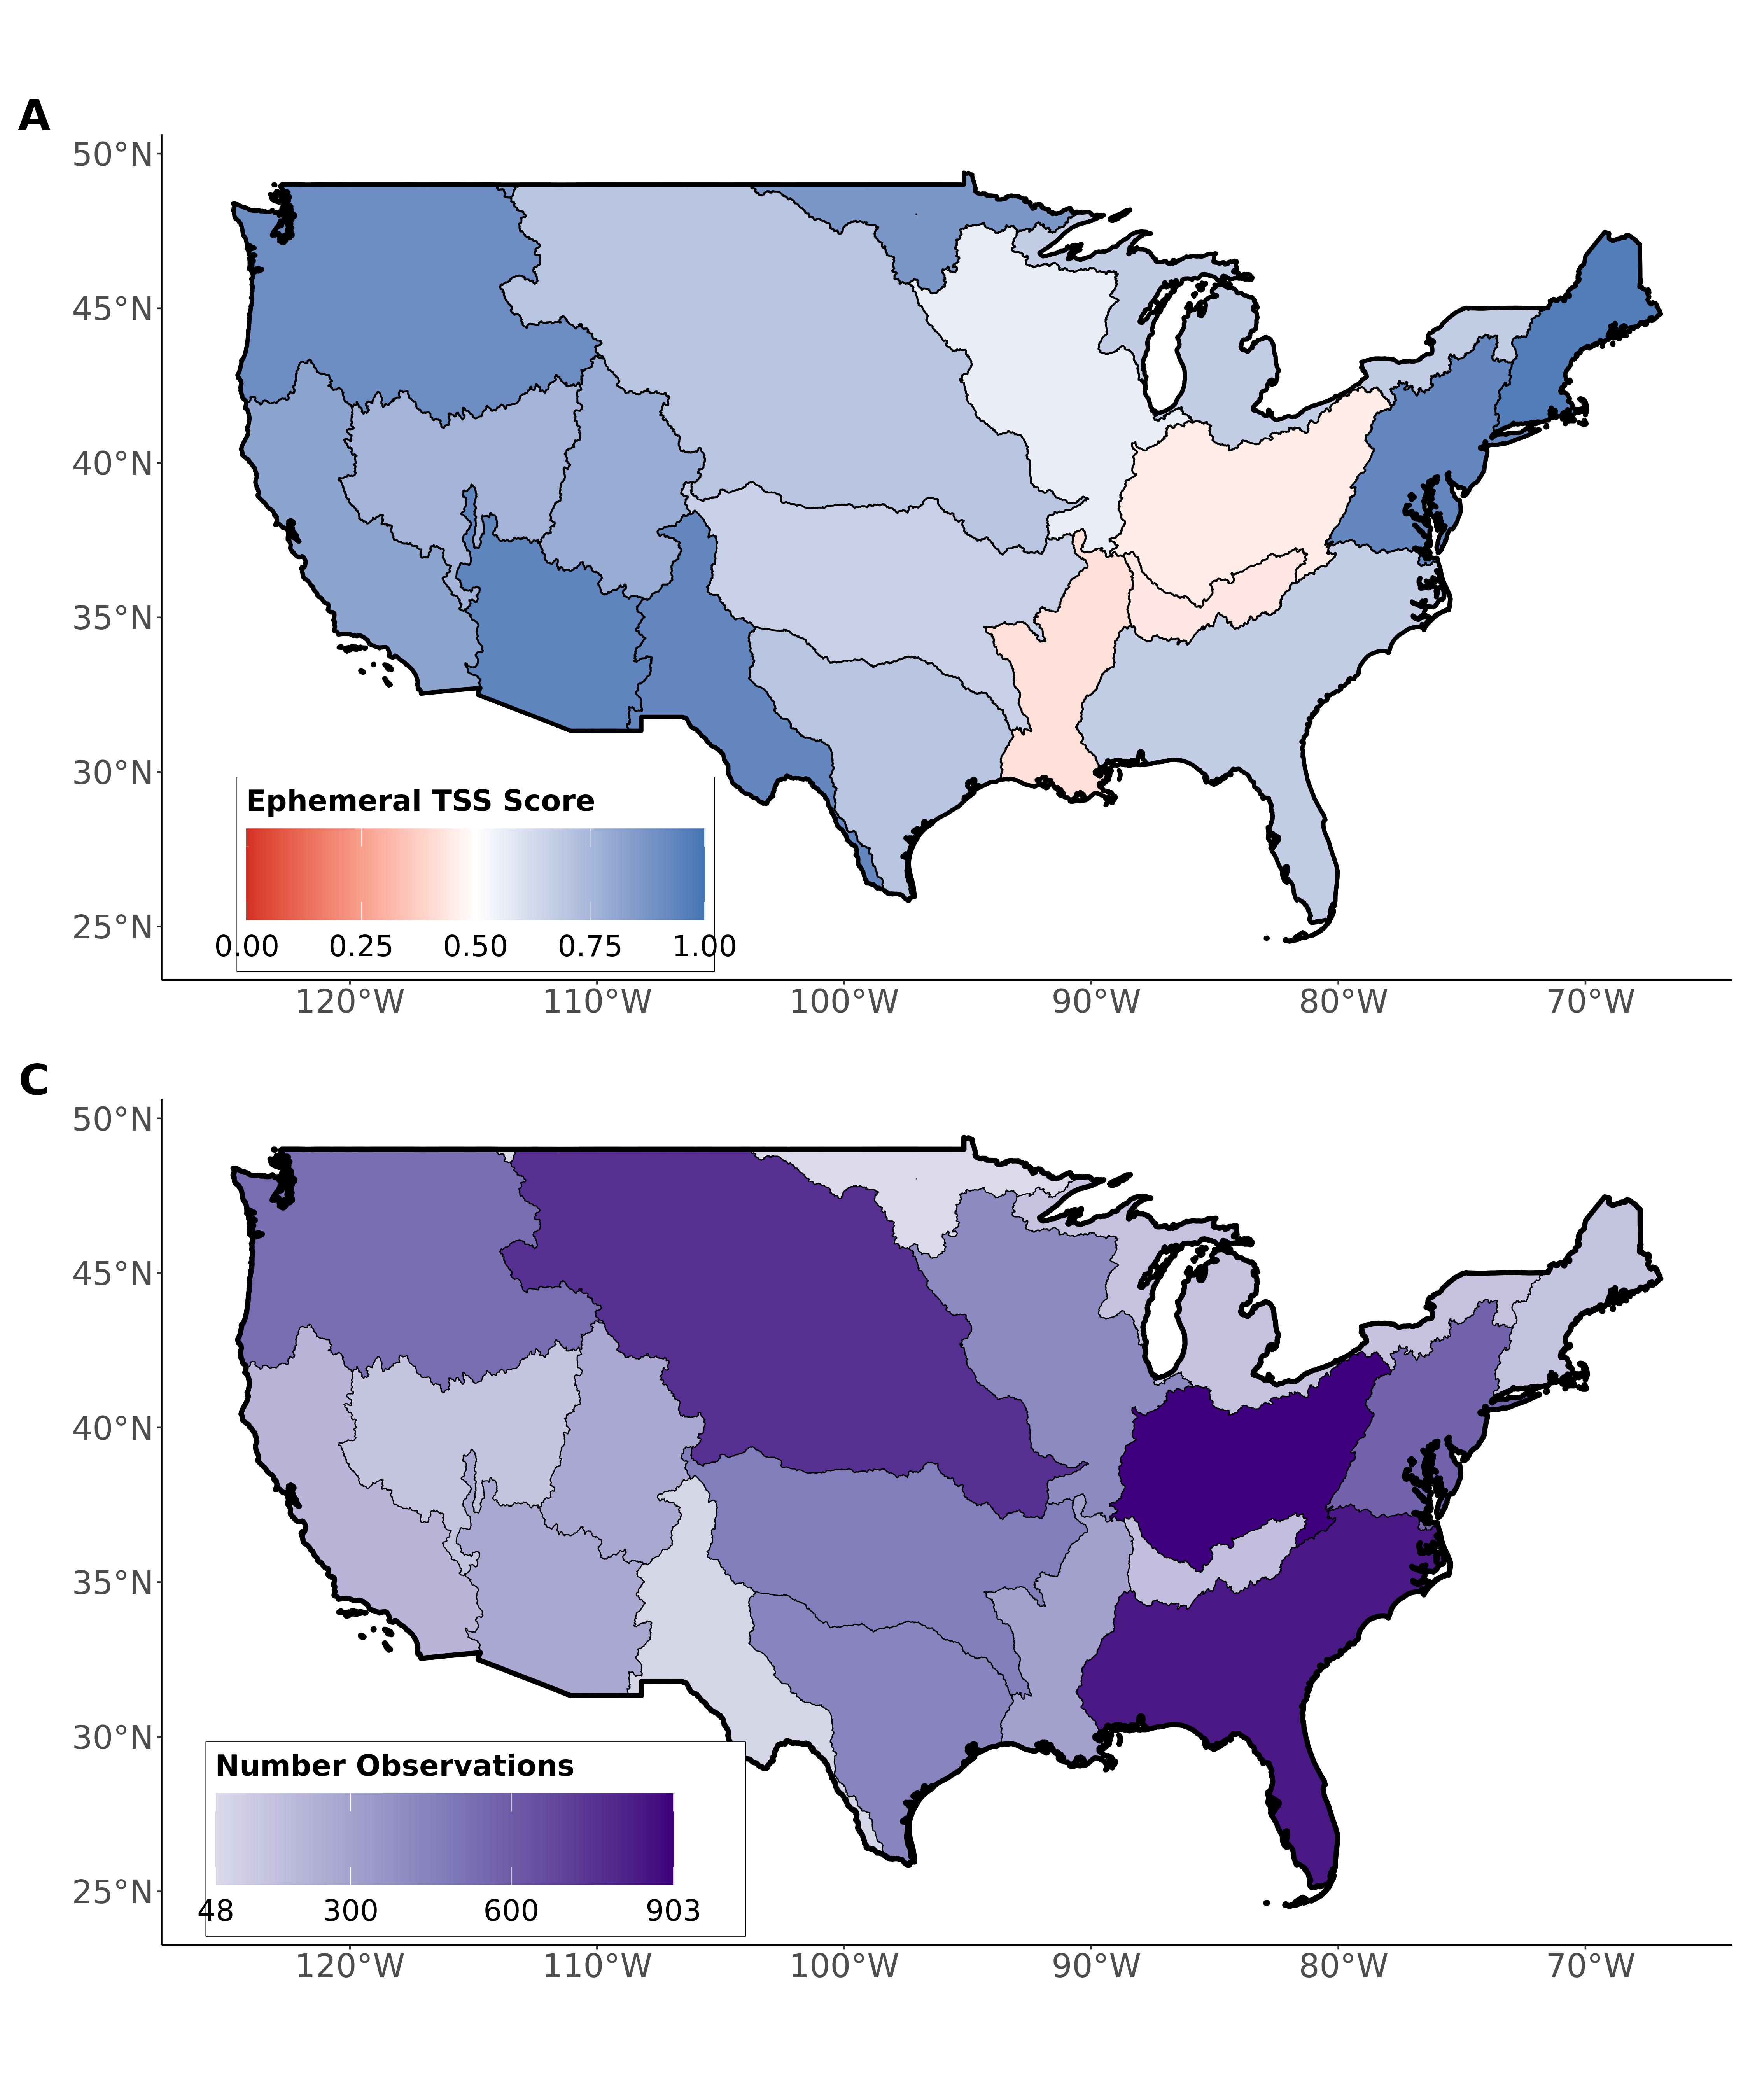 A
50°N
45°N
40°N
35°N
30°N
25°N
Ephemeral TSS Score
0.00 0.25 0.50 0.75 1.00
120°W 110°W 100°W 90°W 80°W 70°W
C
50°N
45°N
40°N
35°N
30°N
25°N
Number Observations
48 300 600 903
120°W 110°W 100°W 90°W 80°W 70°W